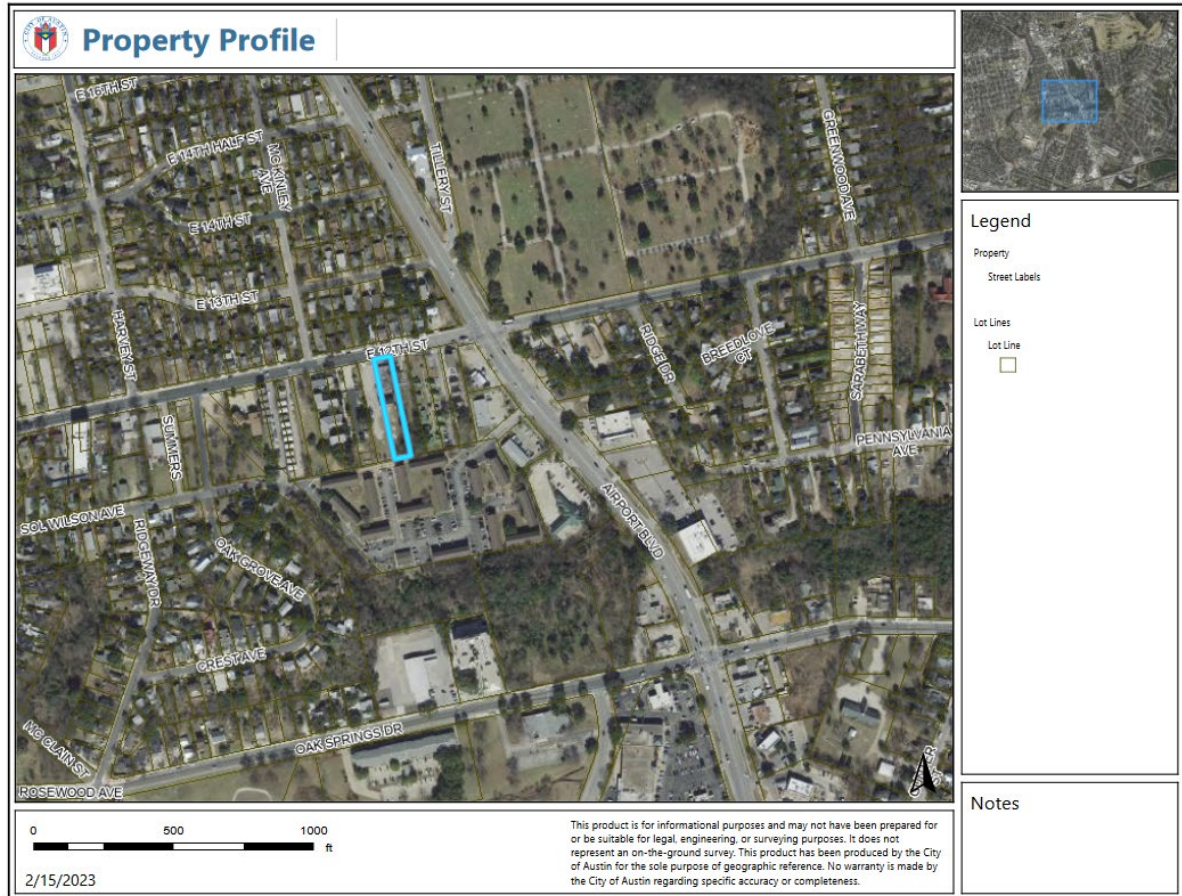 CITY OF AUSTIN
Property Profile
E 16TH ST
E 14TH HALF ST
MC KINLEY
AVE
TILLERY ST
GREENWOOD AVE
E 14TH ST
E 13TH ST
HARVEY ST
E 12TH ST
RIDGE DR
BREEDLOVE
CT
SARABETH WAY
SUMMERS
PENNSYLVANIA
AVE
SOL WILSON AVE
RIDGEWAY DR
OAK GROVE AVE
AIRPORT BLVD
CREST AVE
MC CLAIN ST
OAK SPRINGS DR
ROSEWOOD AVE
Legend
Property
Street Labels
Lot Lines
Lot Line
Notes
0 500 1000
ft
2/15/2023
This product is for informational purposes and may not have been prepared for
or be suitable for legal, engineering, or surveying purposes. It does not
represent an on-the-ground survey. This product has been produced by the City
of Austin for the sole purpose of geographic reference. No warranty is made by
the City of Austin regarding specific accuracy or completeness.